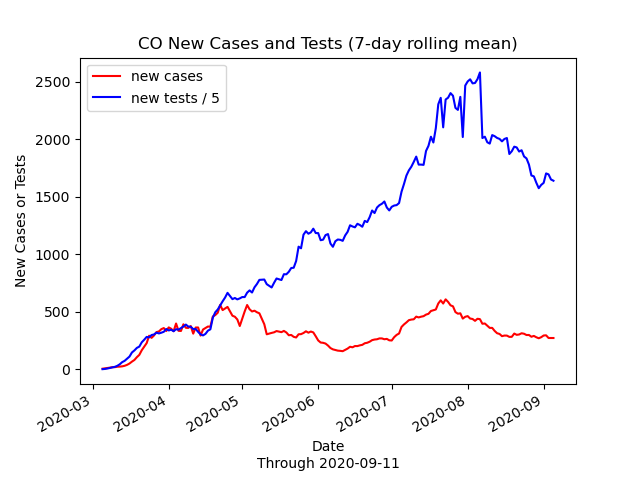 CO New Cases and Tests (7-day rolling mean)
new cases
new tests / 5
New Cases or Tests
2500
2000
1500
1000
500
0
2020-03
2020-04
2020-05
2020-06
2020-07
2020-08
2020-09
Date
Through 2020-09-11